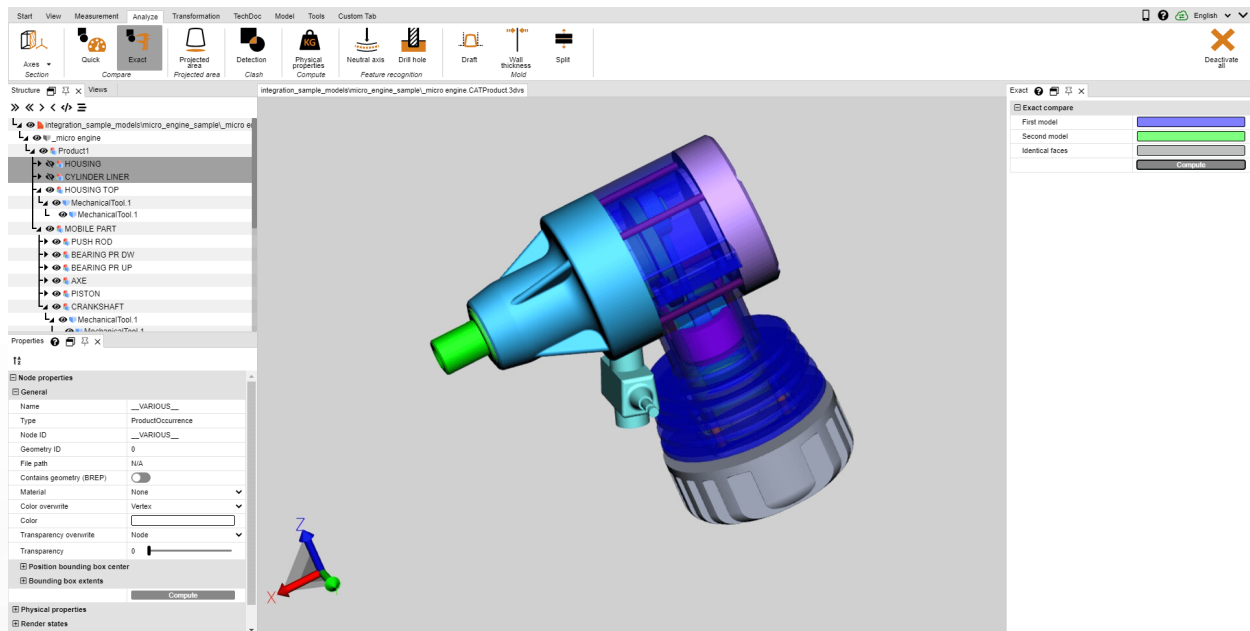 Start View Measurement Analyze Transformation TechDoc Model Tools Custom Tab
English
Axes
Quick
Exact
Projected area
Detection
KG
Physical properties
Neutral axis
Drill hole
Draft
Wall thickness
Split
Deactivate all
Section
Compare
Projected area
Clash
Compute
Feature recognition
Mold
Structure
Views
integration_sample_models\micro_engine_sample\_micro engine.CATProduct.3dvs
Exact
_micro engine
Product1
HOUSING
CYLINDER LINER
HOUSING TOP
MechanicalTool.1
MechanicalTool.1
MOBILE PART
PUSH ROD
BEARING PR DW
BEARING PR UP
AXE
PISTON
CRANKSHAFT
MechanicalTool.1
MechanicalTool.1
Properties
Node properties
General
Name __VARIOUS__
Type ProductOccurrence
Node ID __VARIOUS__
Geometry ID 0
File path N/A
Contains geometry (BREP)
Material None
Color overwrite Vertex
Color
Transparency overwrite Node
Transparency 0
Position bounding box center
Bounding box extents
Compute
Physical properties
Render states
Z
X
Exact compare
First model
Second model
Identical faces
Compute